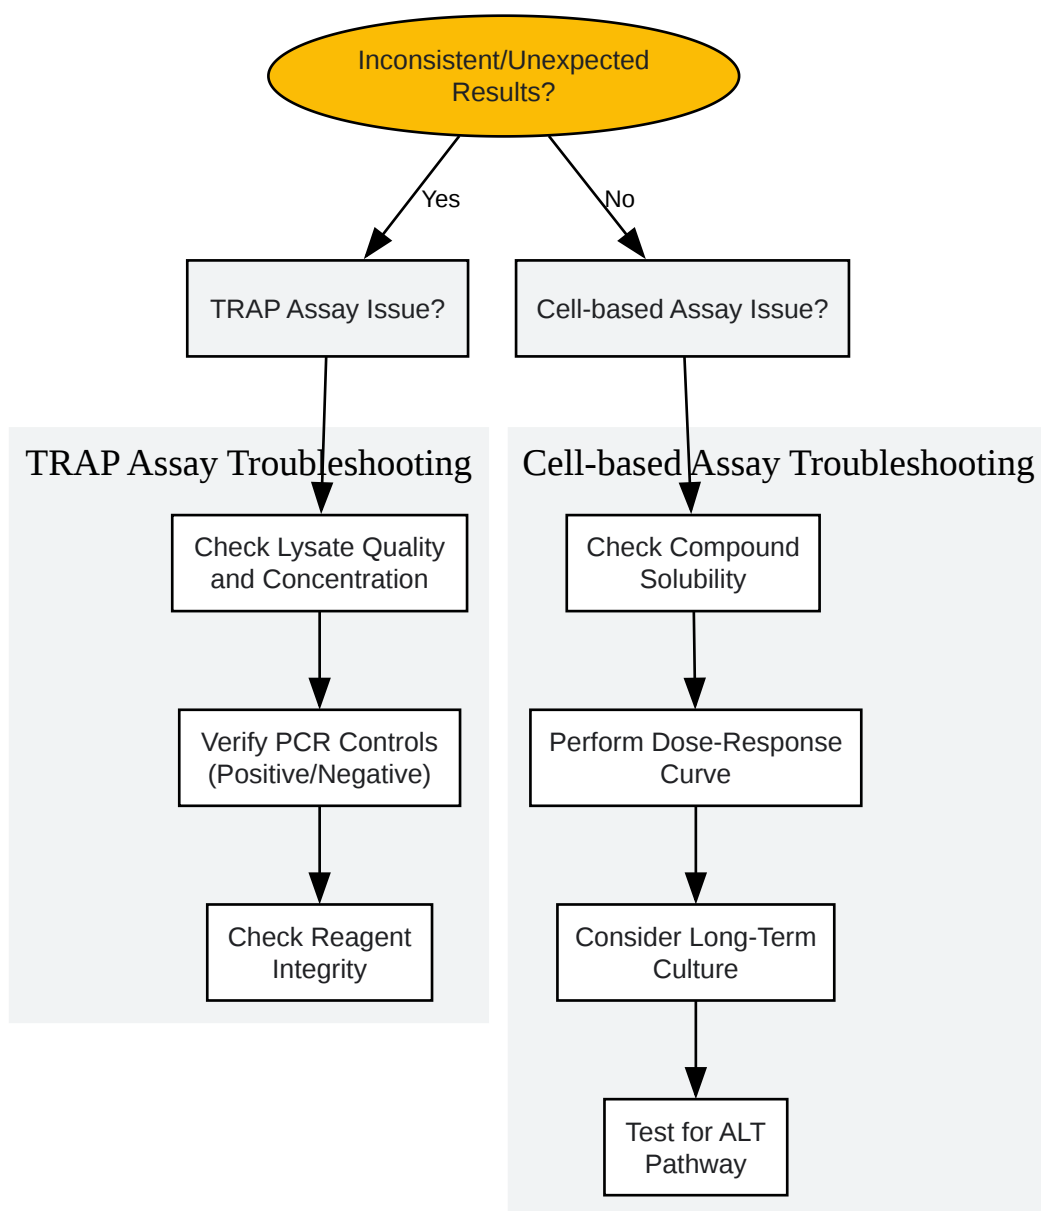 Inconsistent/Unexpected
Results?
Yes
No
TRAP Assay Issue?
Cell-based Assay Issue?
TRAP Assay Troubleshooting
Check Lysate Quality
and Concentration
Verify PCR Controls
(Positive/Negative)
Check Reagent
Integrity
Cell-based Assay Troubleshooting
Check Compound
Solubility
Perform Dose-Response
Curve
Consider Long-Term
Culture
Test for ALT
Pathway